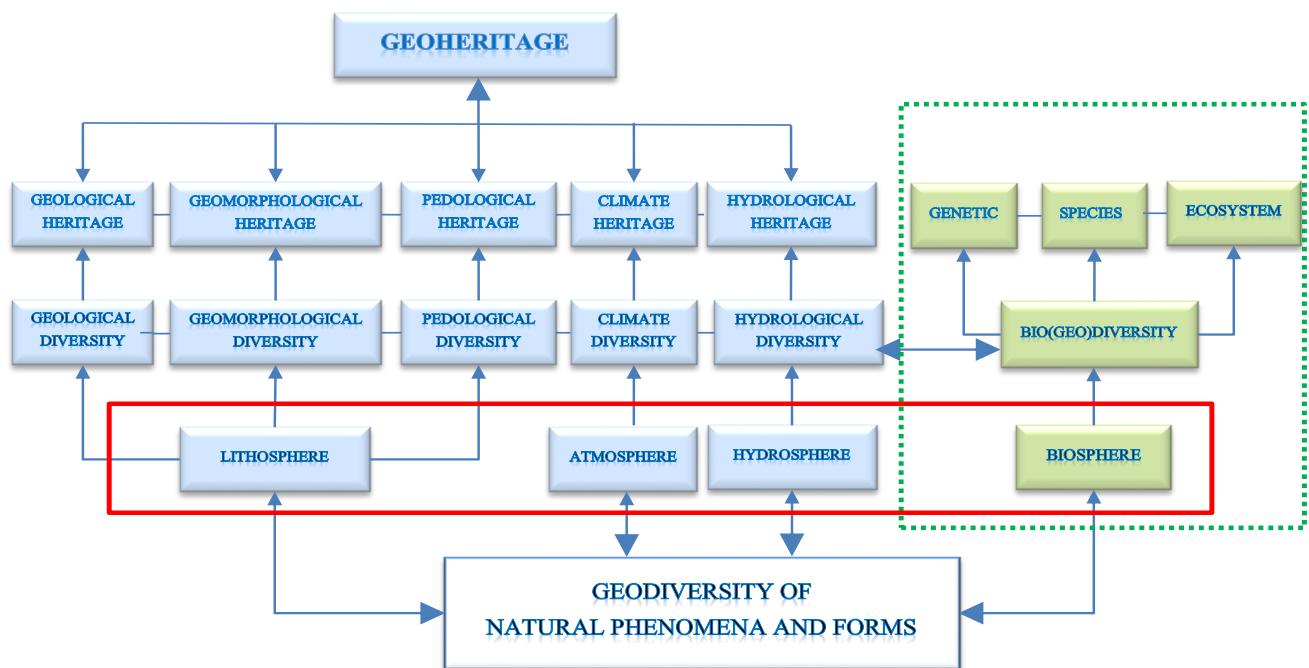 GEOHERITAGE
GEOLOGICAL
HERITAGE
GEOMORPHOLOGICAL
HERITAGE
PEDOLOGICAL
HERITAGE
CLIMATE
HERITAGE
HYDROLOGICAL
HERITAGE
GENETIC
SPECIES
ECOSYSTEM
GEOLOGICAL
DIVERSITY
GEOMORPHOLOGICAL
DIVERSITY
PEDOLOGICAL
DIVERSITY
CLIMATE
DIVERSITY
HYDROLOGICAL
DIVERSITY
BIO(GEO)DIVERSITY
LITHOSPHERE
ATMOSPHERE
HYDROSPHERE
BIOSPHERE
GEODIVERSITY OF
NATURAL PHENOMENA AND FORMS